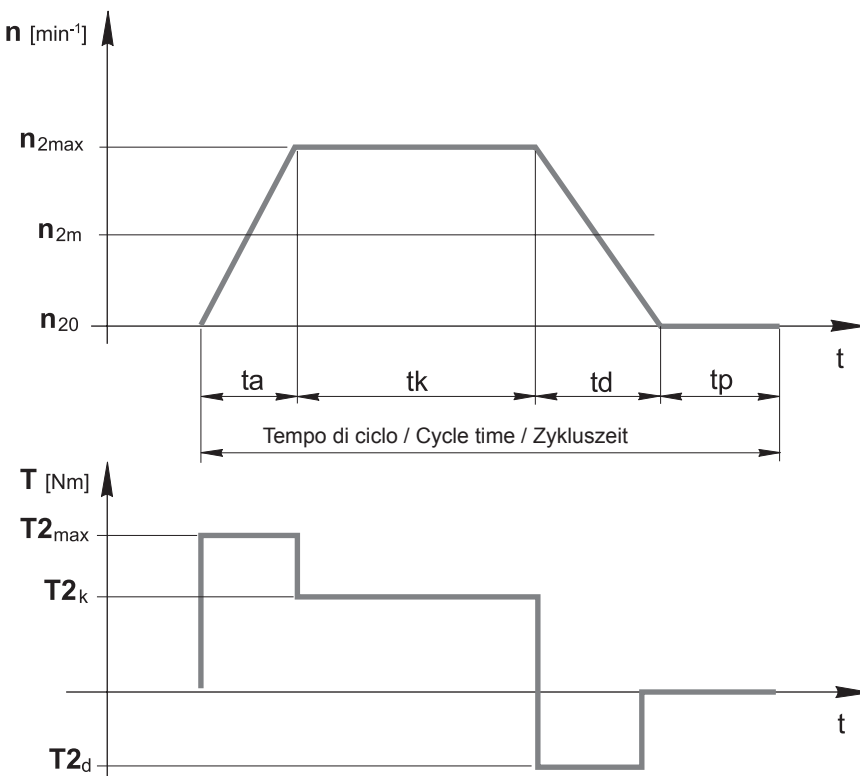 n [min-1]
n2max
n2m
n20
t
ta tk td tp
Tempo di ciclo / Cycle time / Zykluszeit
T [Nm]
T2max
T2k
t
T2d